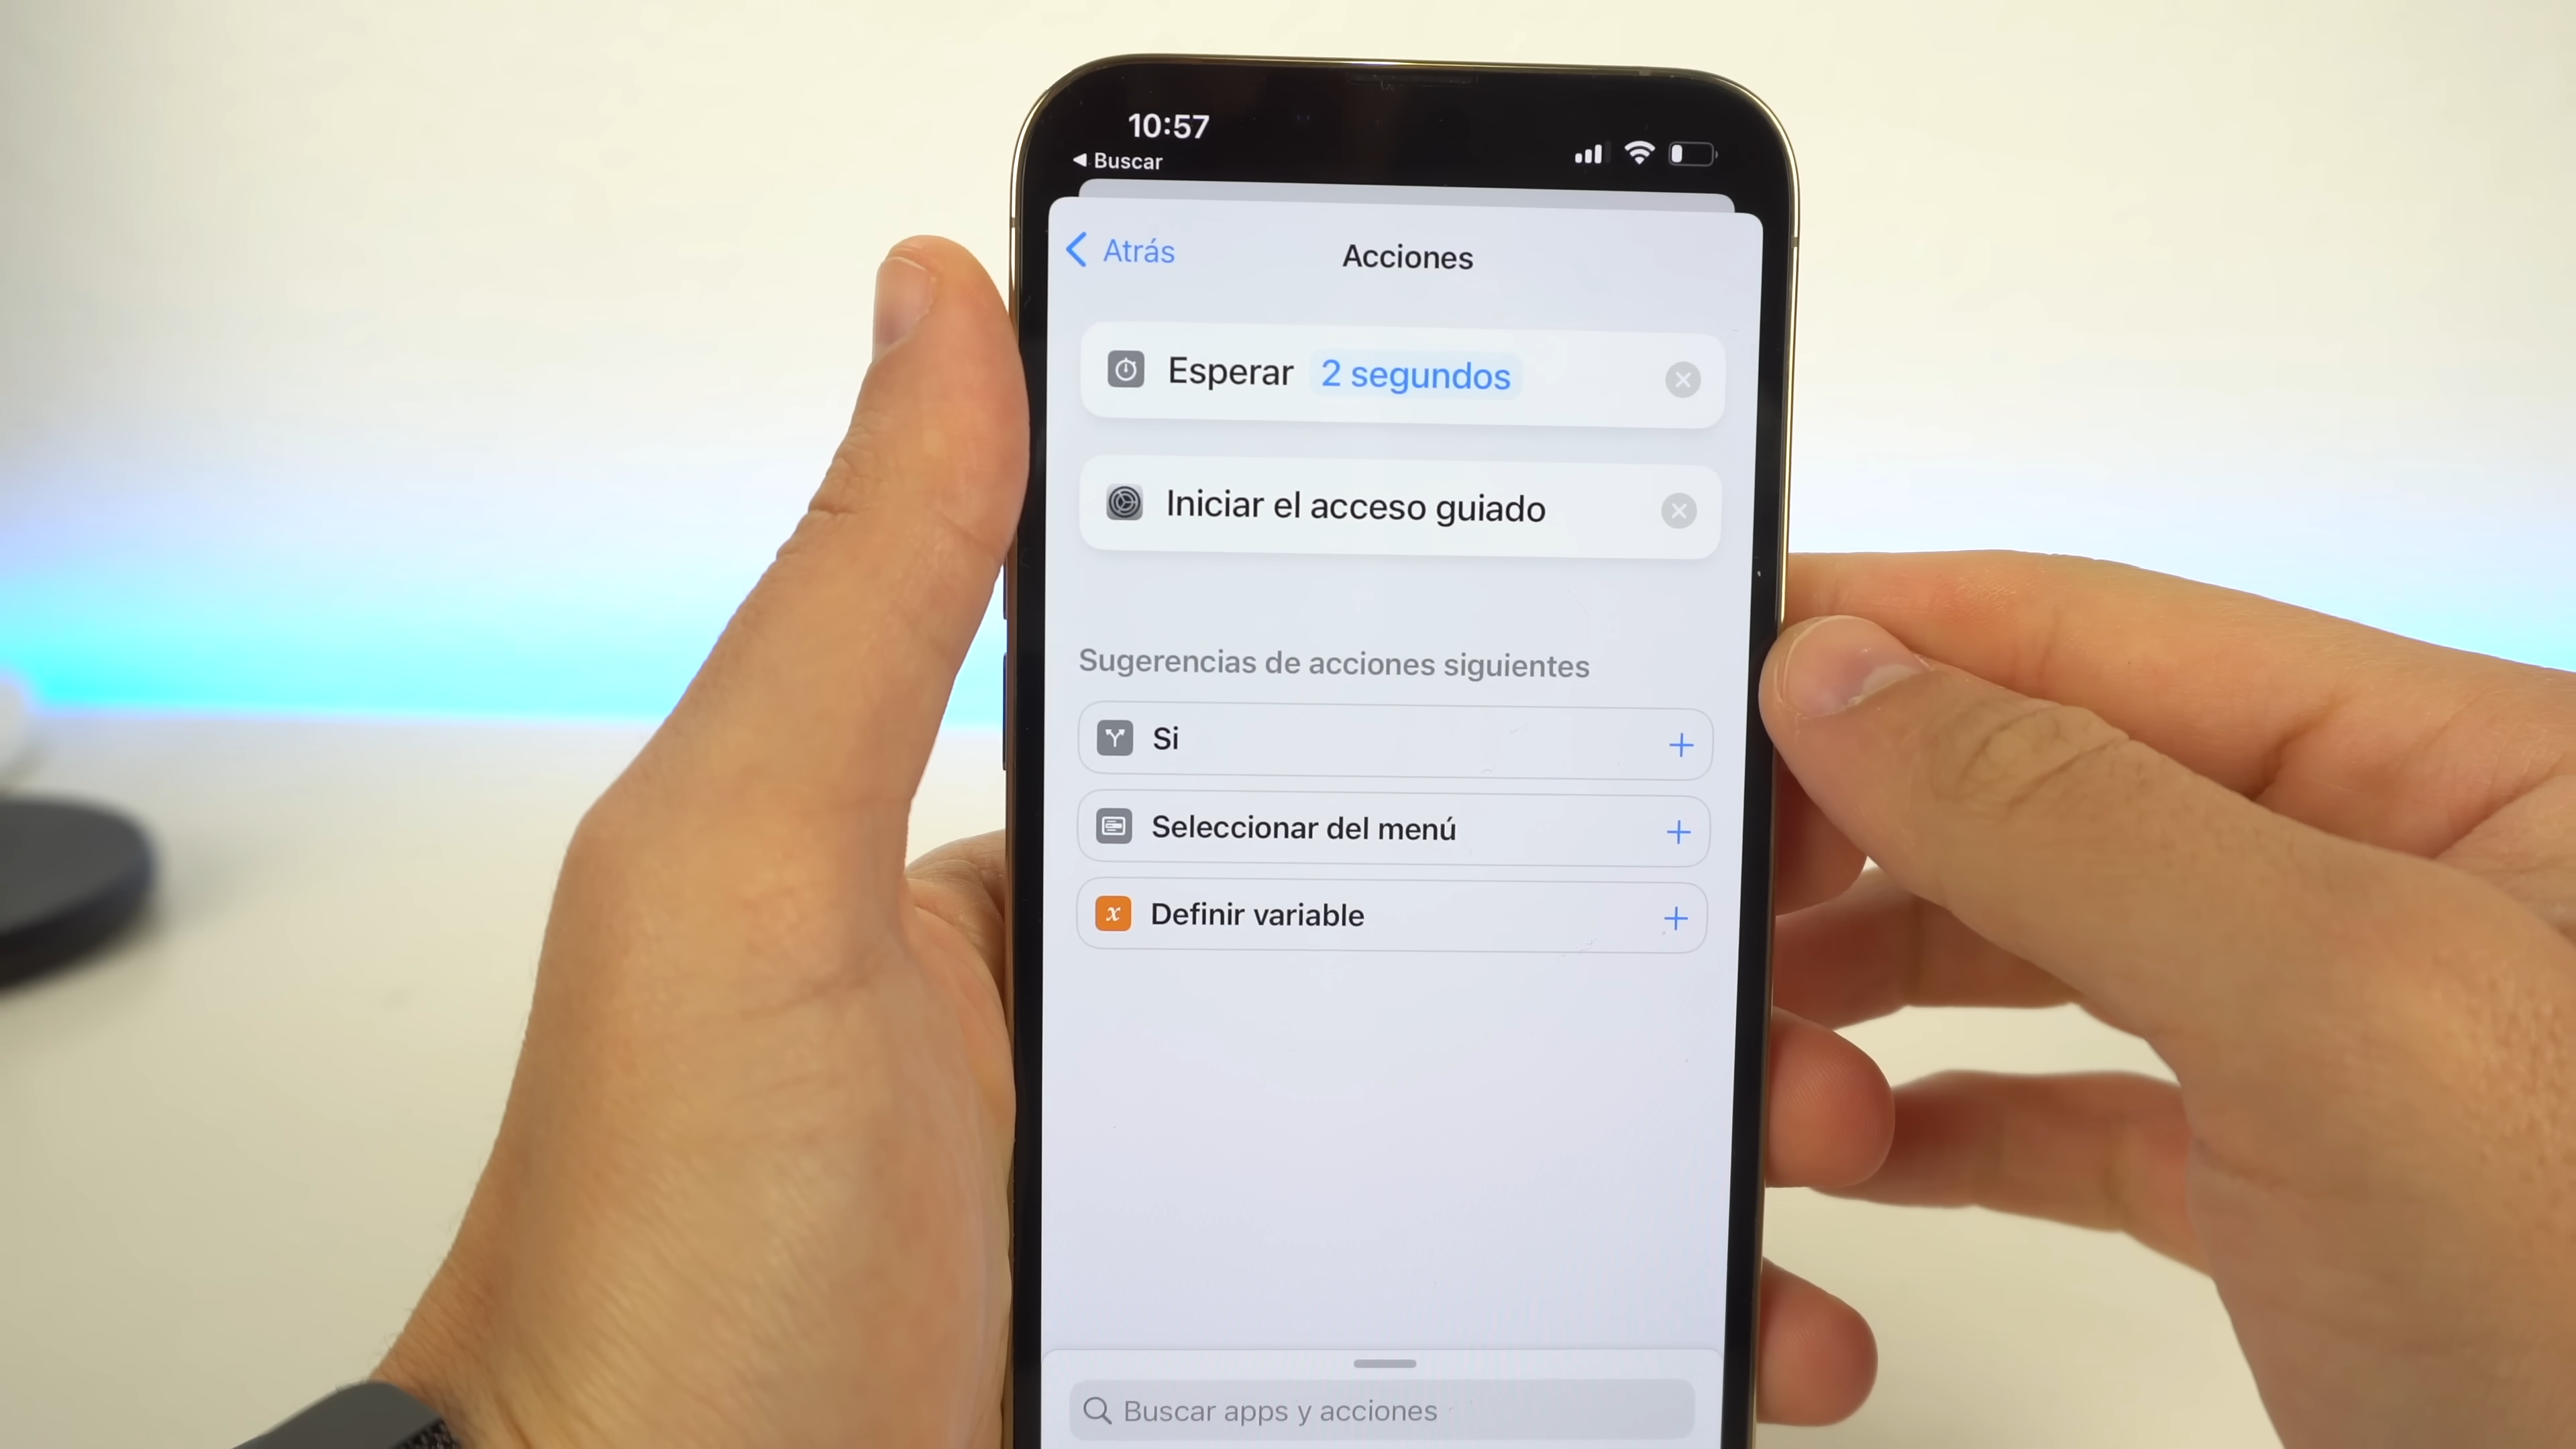 10:57
◀ Buscar
Atrás
Acciones
Esperar 2 segundos
Iniciar el acceso guiado
Sugerencias de acciones siguientes
Si
Seleccionar del menú
x Definir variable
Buscar apps y acciones